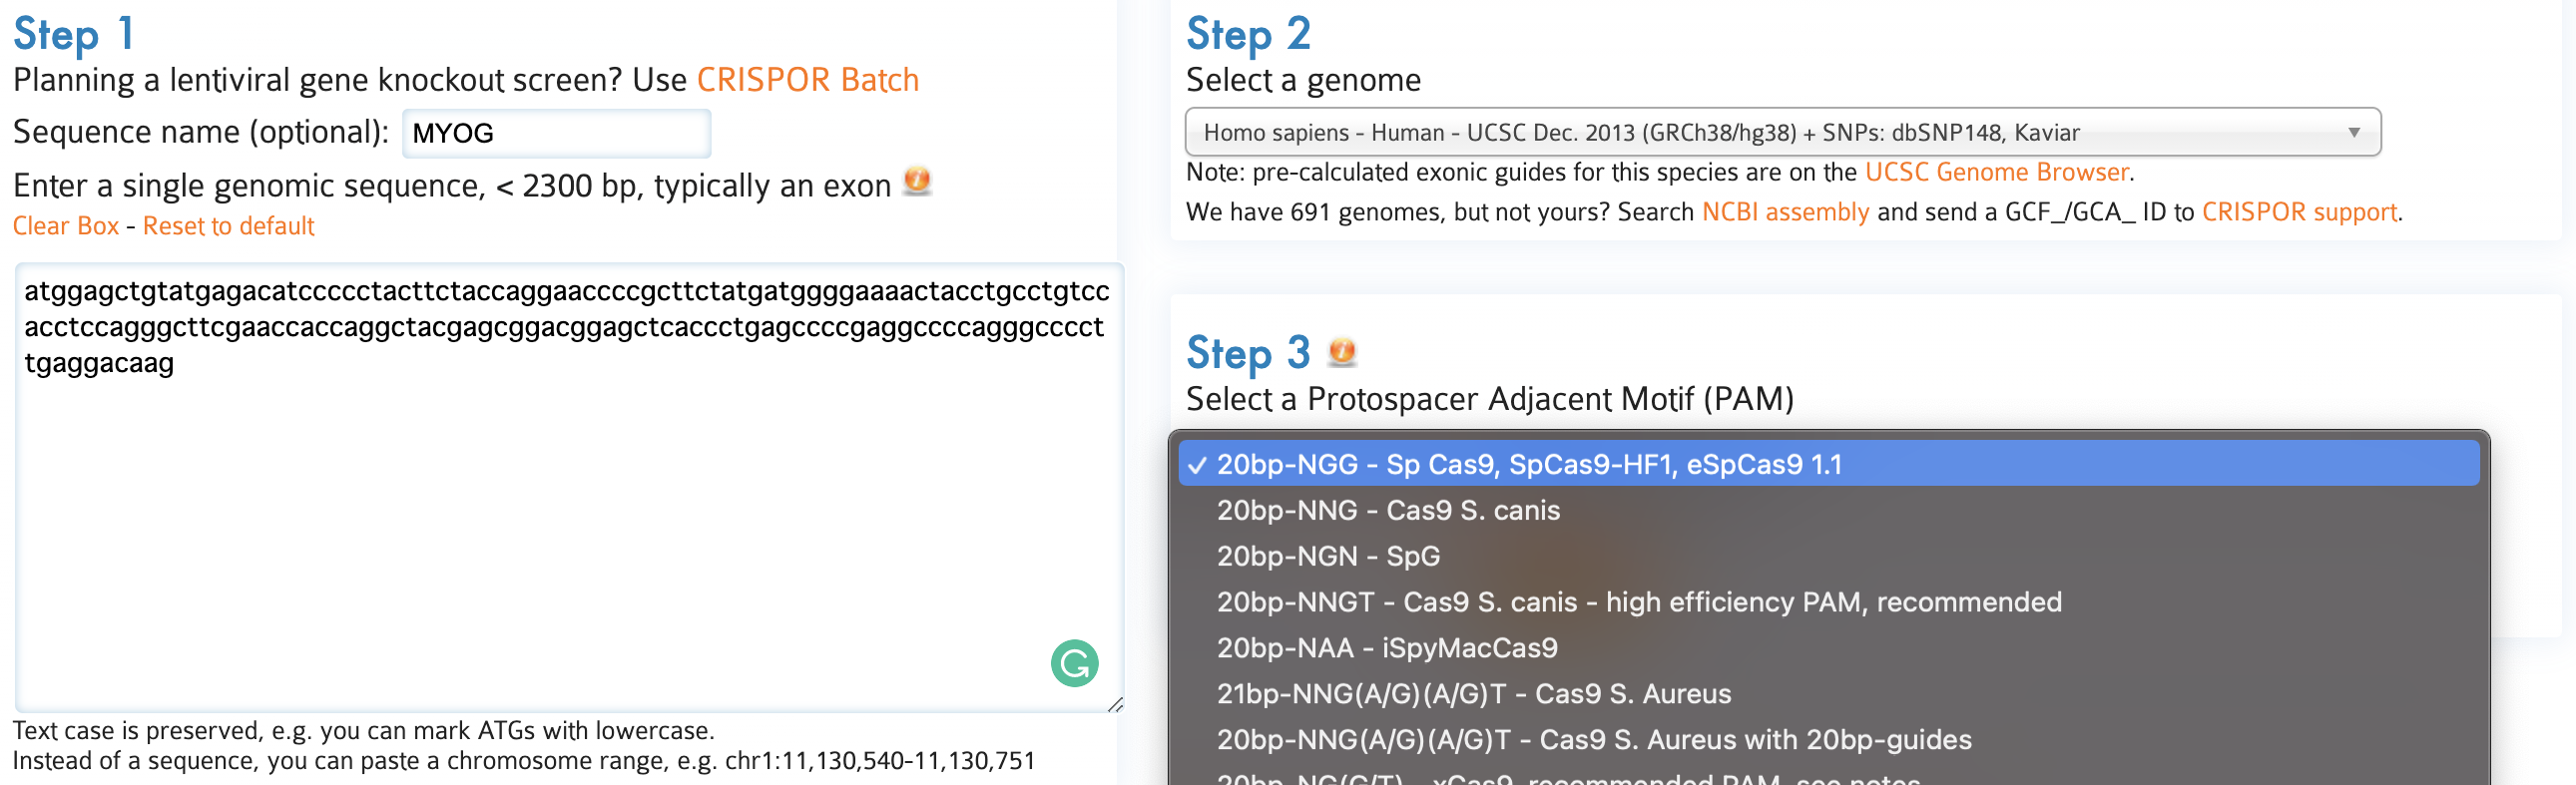 Step 1
Planning a lentiviral gene knockout screen? Use CRISPOR Batch
Sequence name (optional): MYOG
Enter a single genomic sequence, < 2300 bp, typically an exon
Clear Box - Reset to default
atggagctgtatgagacatccccctacttctaccaggaaccccgcttctatgatggggaaaactacctgcctgtcc
acctccagggcttcgaaccaccaggctacgagcggacggagctcaccctgagccccgaggccccagggcccct
tgaggacaag
Text case is preserved, e.g. you can mark ATGs with lowercase.
Instead of a sequence, you can paste a chromosome range, e.g. chr1:11,130,540-11,130,751
Step 2
Select a genome
Homo sapiens - Human - UCSC Dec. 2013 (GRCh38/hg38) + SNPs: dbSNP148, Kaviar
Note: pre-calculated exonic guides for this species are on the UCSC Genome Browser.
We have 691 genomes, but not yours? Search NCBI assembly and send a GCF_/GCA_ ID to CRISPOR support.
Step 3
Select a Protospacer Adjacent Motif (PAM)
✓ 20bp-NGG - Sp Cas9, SpCas9-HF1, eSpCas9 1.1
20bp-NNG - Cas9 S. canis
20bp-NGN - SpG
20bp-NNGT - Cas9 S. canis - high efficiency PAM, recommended
20bp-NAA - iSpyMacCas9
21bp-NNG(A/G)(A/G)T - Cas9 S. Aureus
20bp-NNG(A/G)(A/G)T - Cas9 S. Aureus with 20bp-guides
20bp-NG(G/T) - xCas9, recommended PAM, see notes